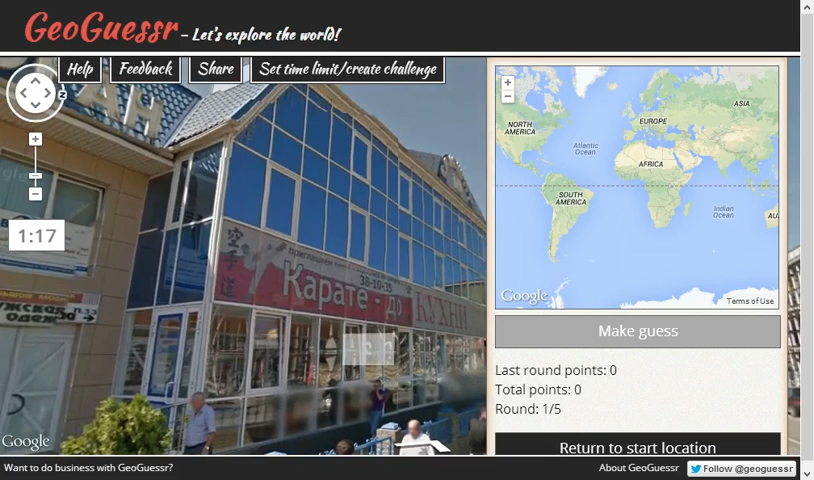 GeoGuessr – Let's explore the world!
Help
Feedback
Share
Set time limit/create challenge
N
+
−
1:17
空
手
道
приглашаем
38-10-35
Карате - до
КУХНИ
ОДЕЖДА
Google
+
−
NORTH
AMERICA
EUROPE
ASIA
Atlantic
Ocean
AFRICA
SOUTH
AMERICA
Indian
Ocean
AU
Google
Terms of Use
Make guess
Last round points: 0
Total points: 0
Round: 1/5
Return to start location
Want to do business with GeoGuessr?
About GeoGuessr
Follow @geoguessr